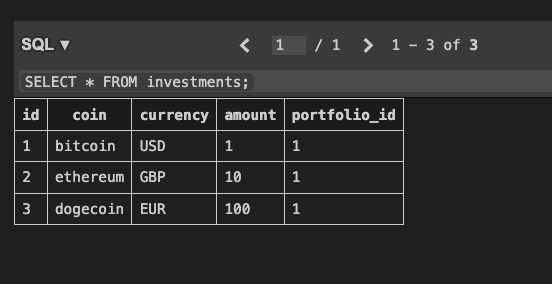 SQL ▼ < 1 / 1 > 1 – 3 of 3
SELECT * FROM investments;
id coin currency amount portfolio_id
1 bitcoin USD 1 1
2 ethereum GBP 10 1
3 dogecoin EUR 100 1